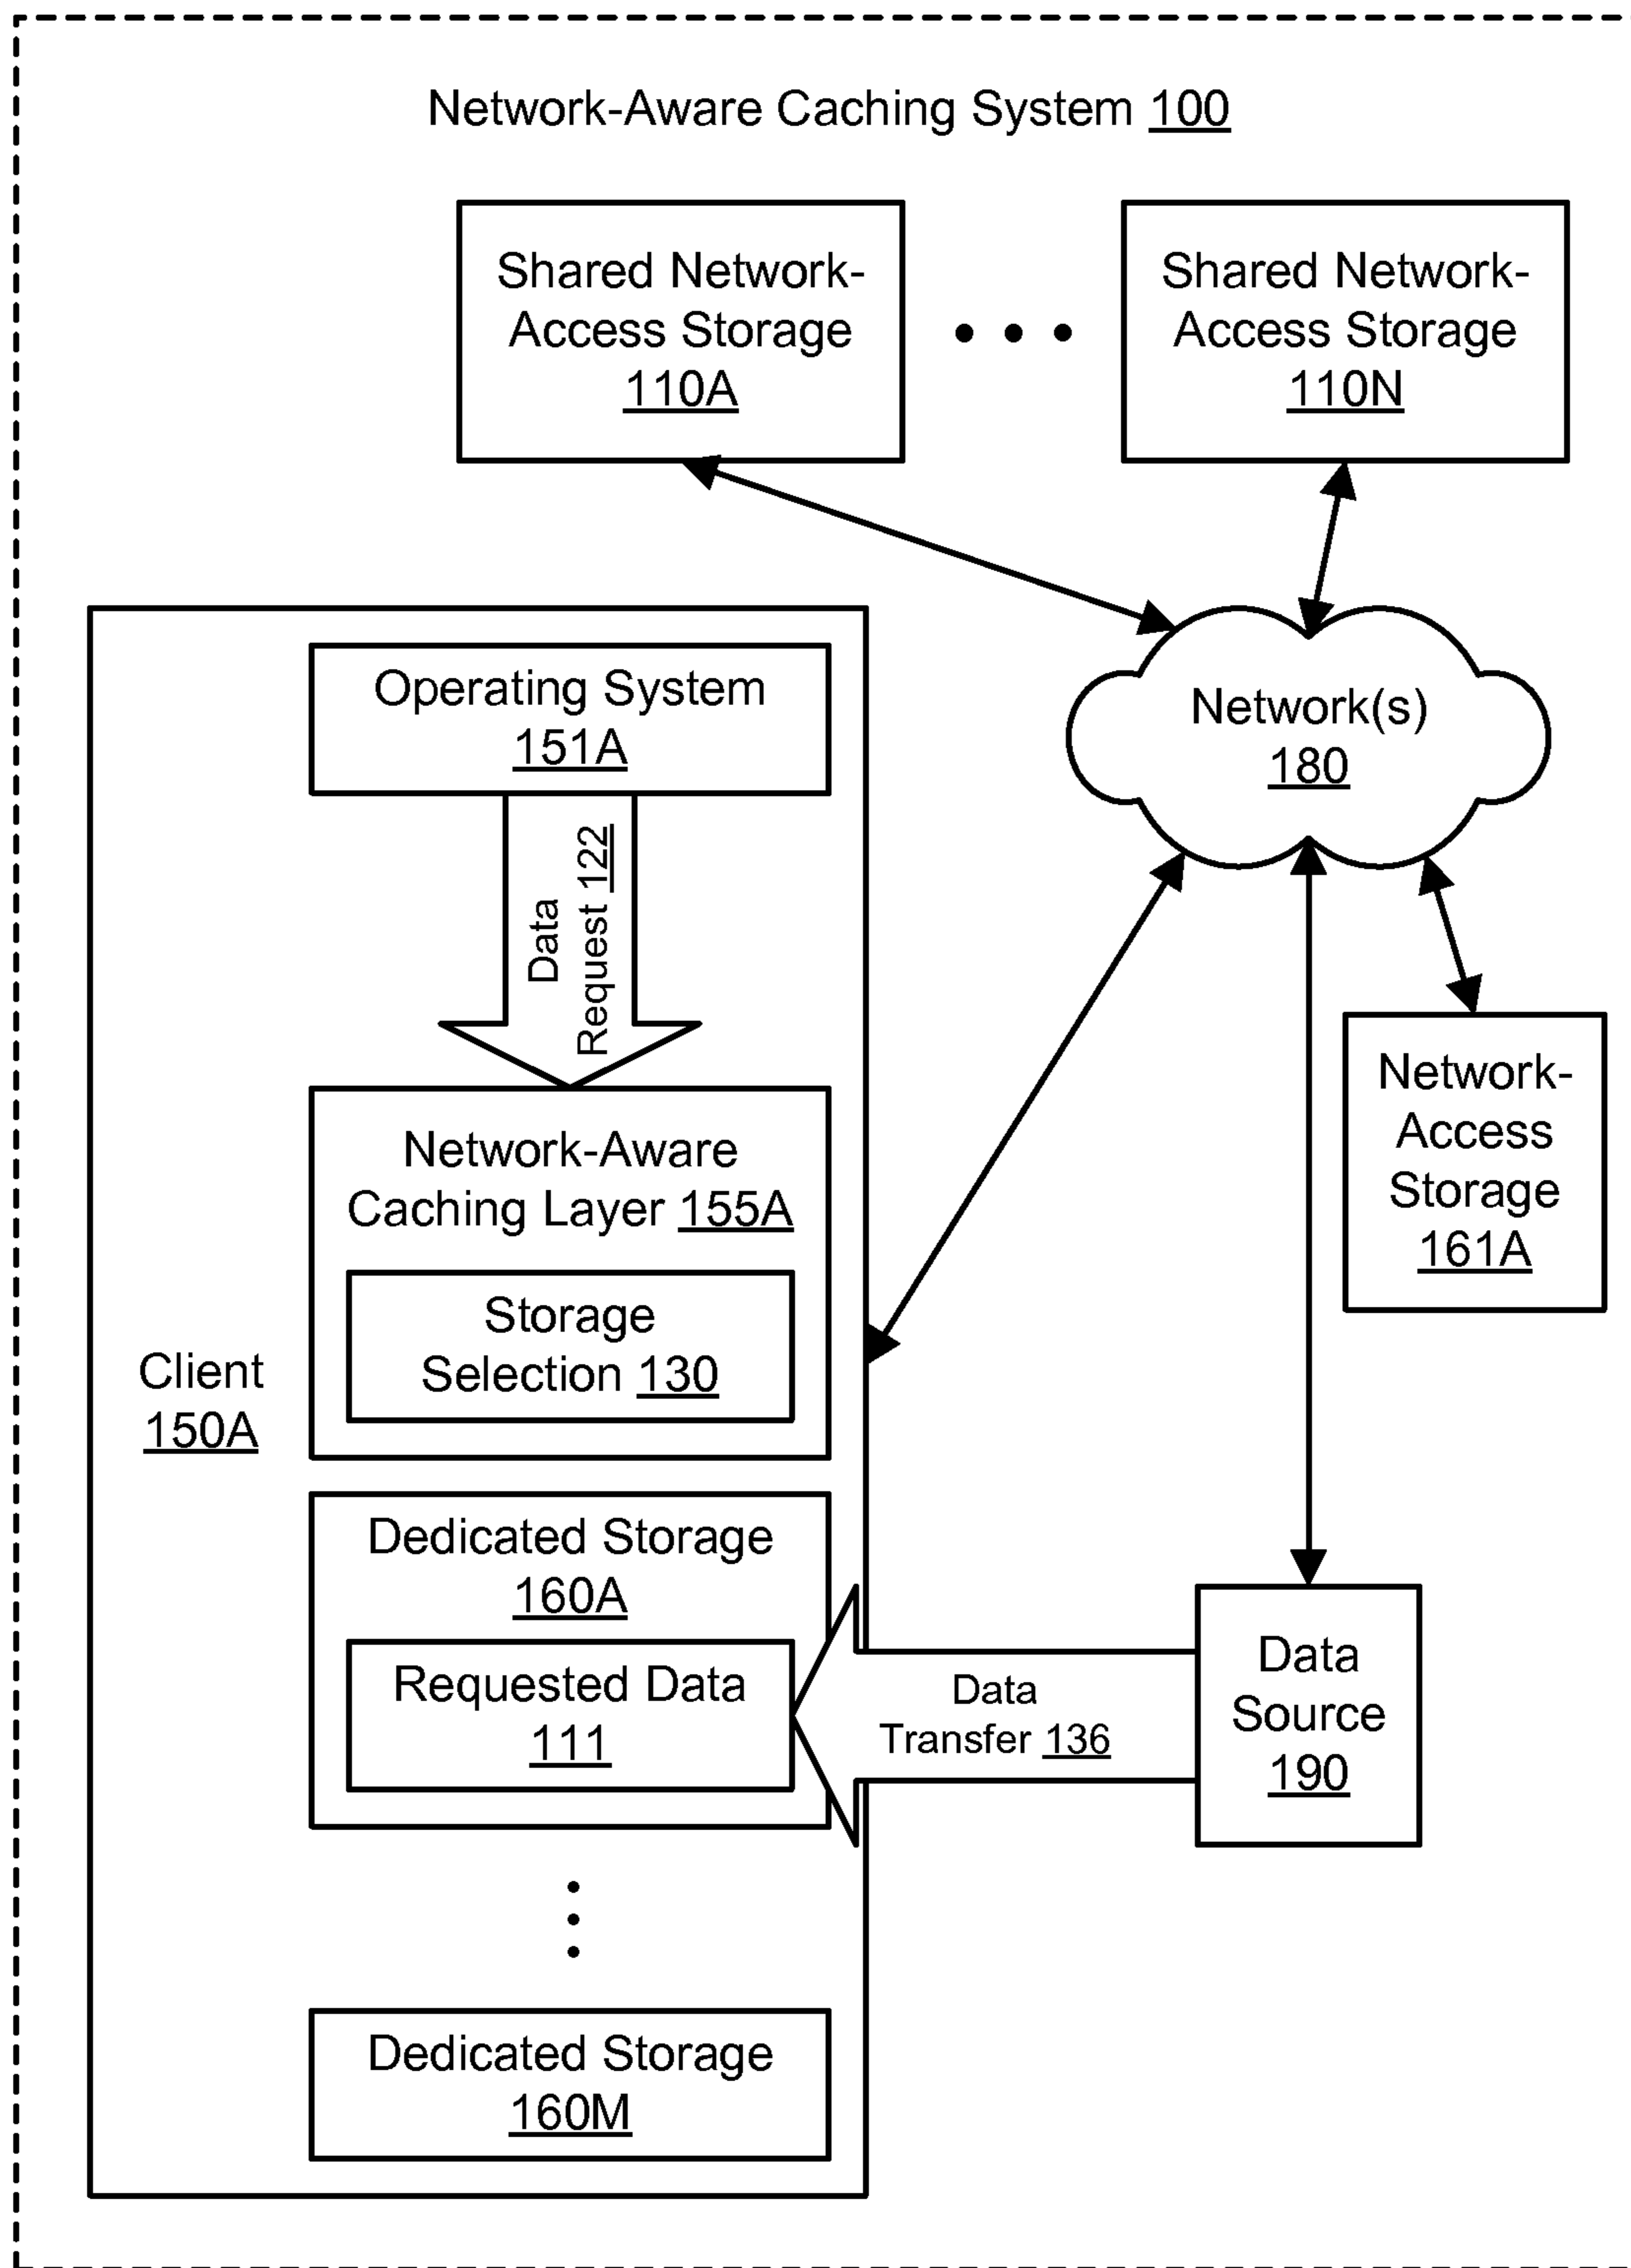 Network-Aware Caching System 100
Shared Network-
Access Storage
110A
Shared Network-
Access Storage
110N
Operating System
151A
Network(s)
180
Data
Request 122
Network-Aware
Caching Layer 155A
Storage
Selection 130
Network-
Access
Storage
161A
Client
150A
Dedicated Storage
160A
Requested Data
111
Data
Transfer 136
Data
Source
190
Dedicated Storage
160M